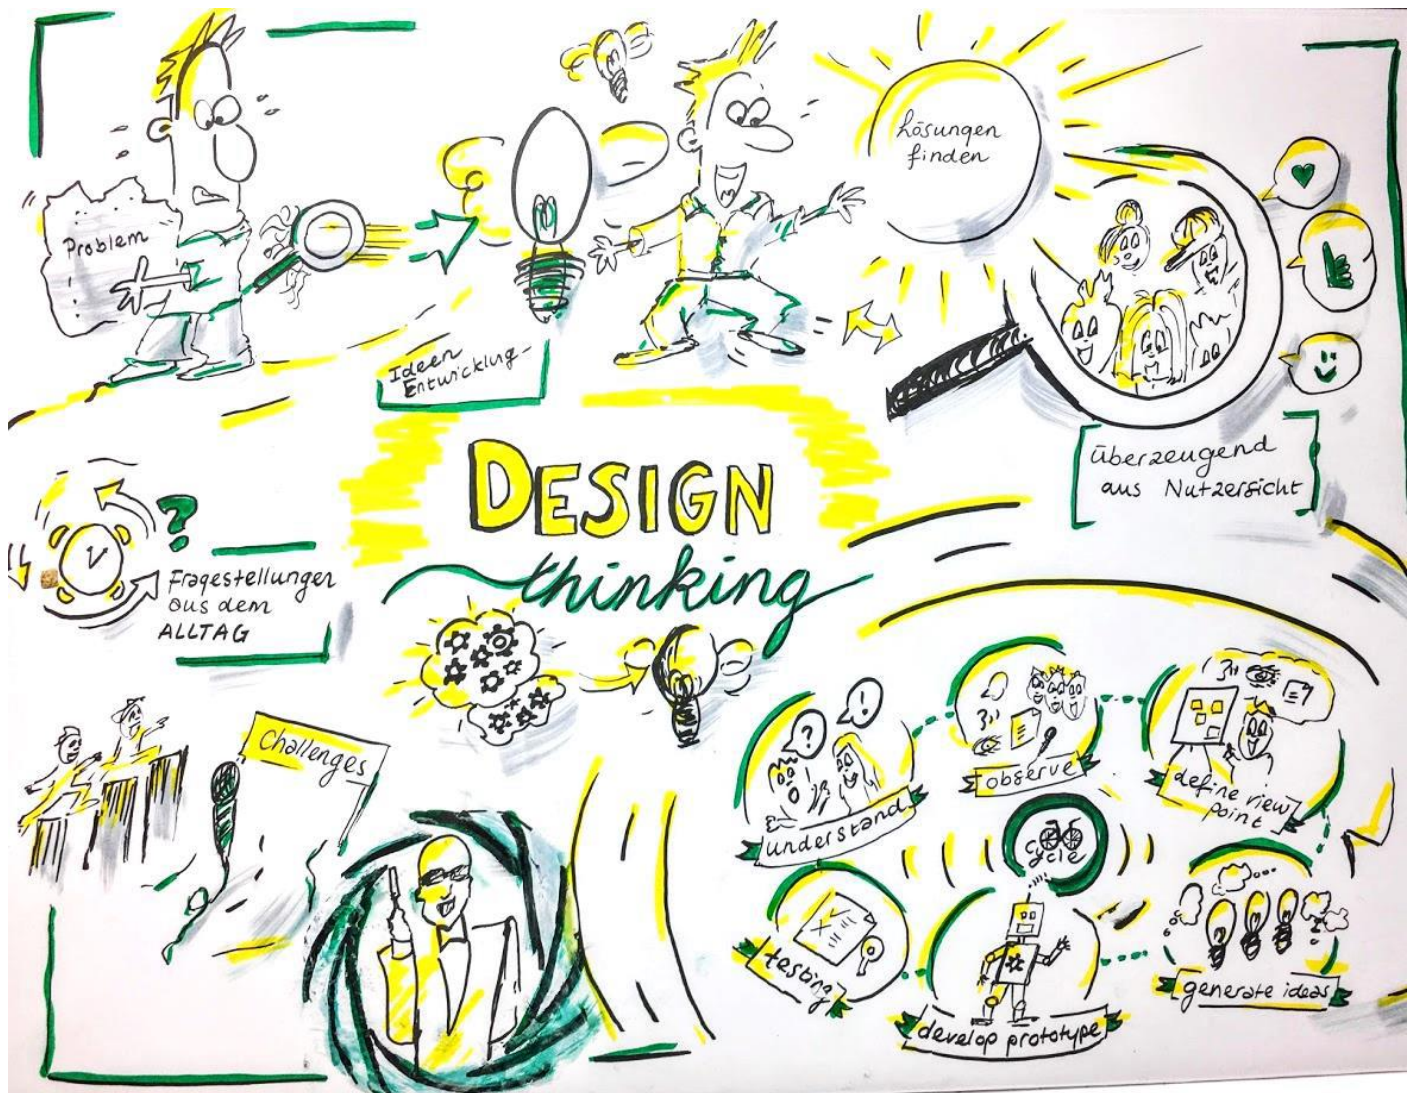 Problem
Ideen
Entwicklung-
Lösungen
finden
überzeugend
aus Nutzersicht
DESIGN
thinking
?
Fragestellungen
aus dem
ALLTAG
Challenges
?
!
understand
observe
define view
point
cycle
testing
develop prototype
generate ideas